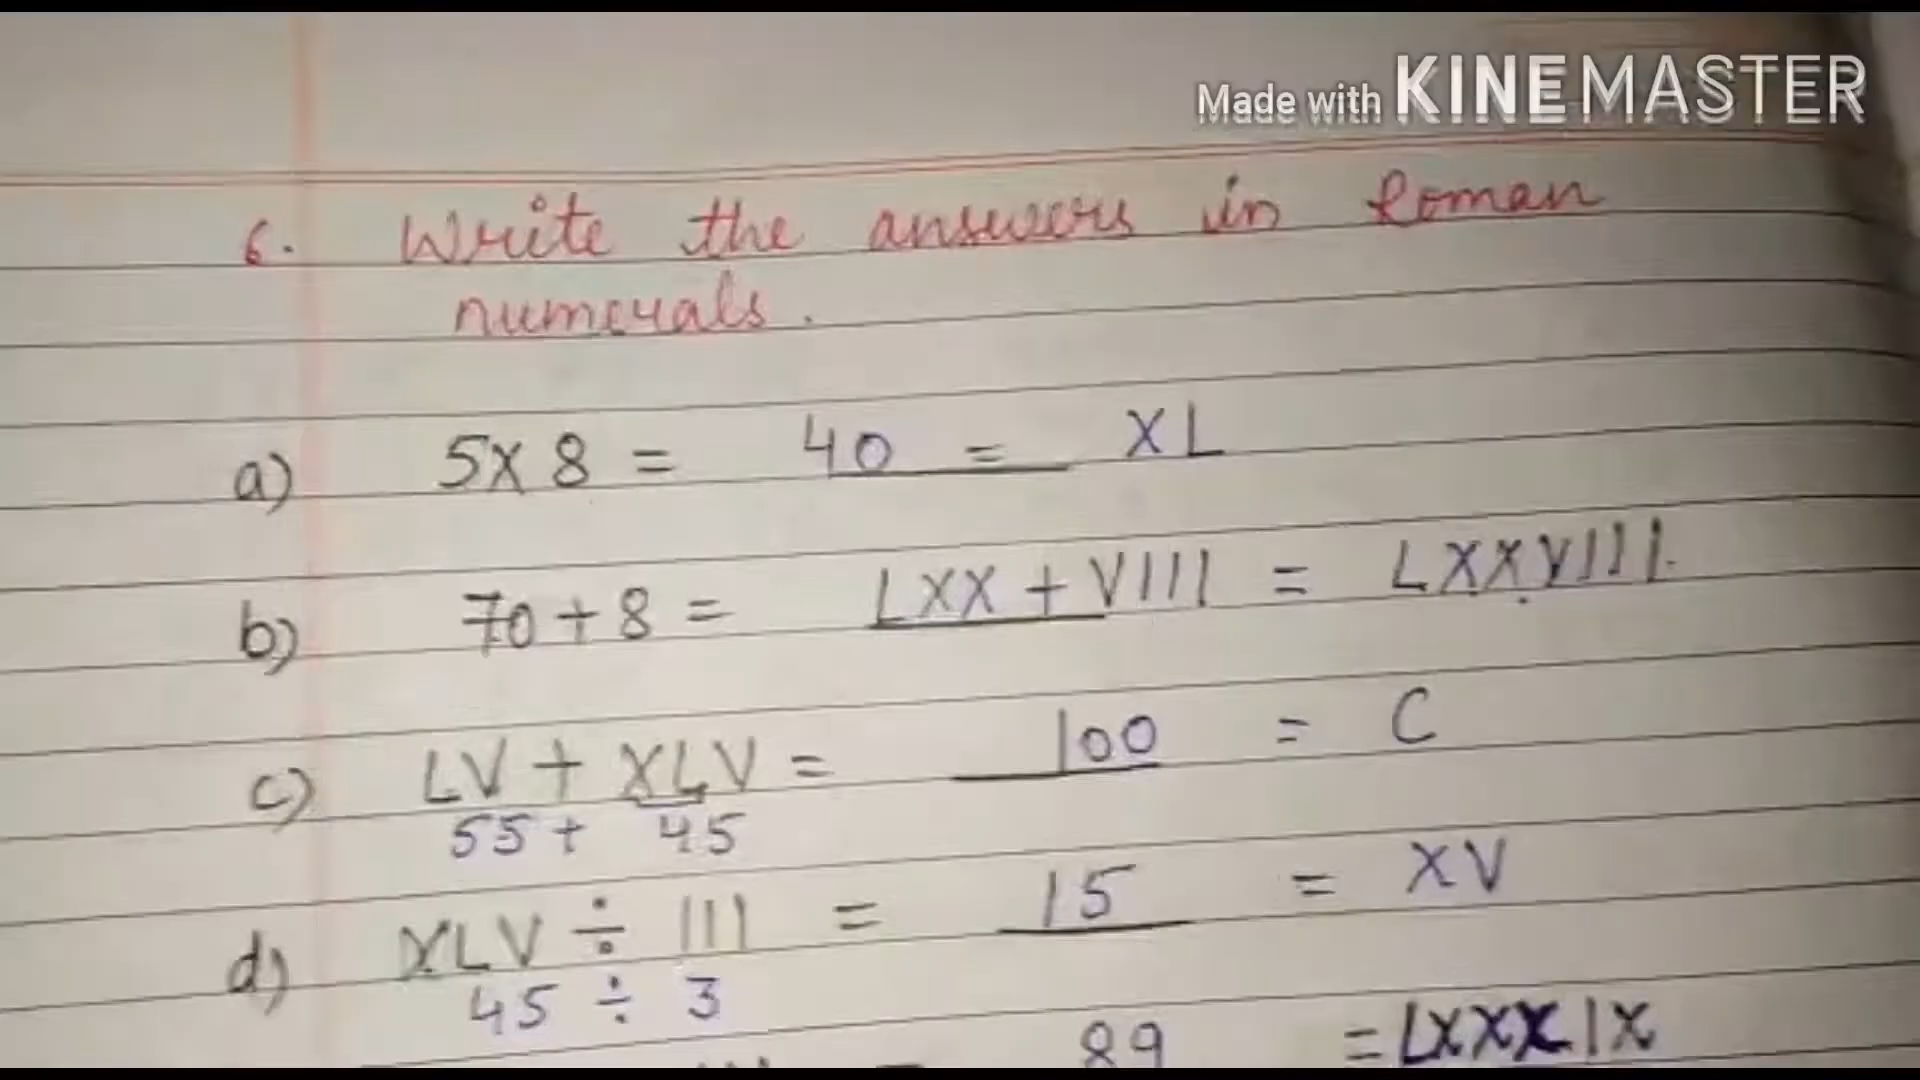 Made with KINEMASTER
6. Write the answers in Roman
numerals.
a) 5x8 = 40 = XL
b) 70+8 = LXX + VIII = LXXVIII.
c) LV + XLV = 100 = C
55 + 45
d) XLV ÷ III = 15 = XV
45 ÷ 3
89 = LXXXIX